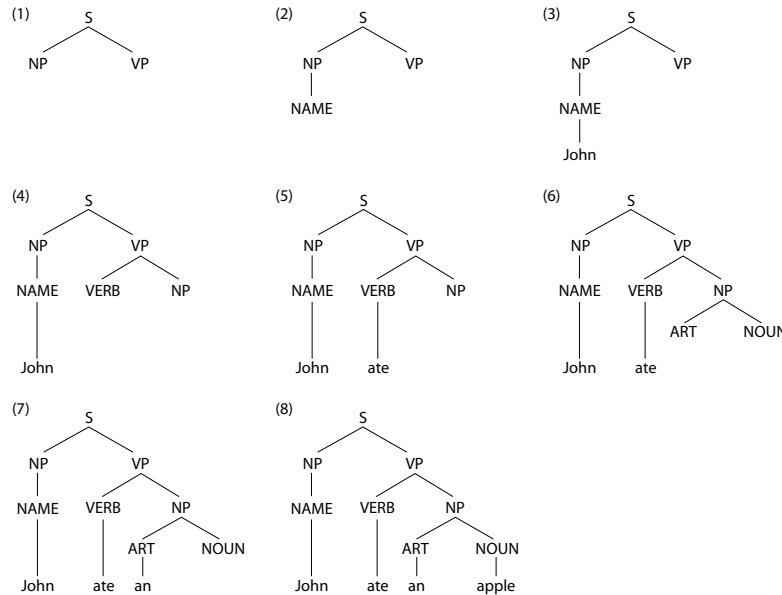 (1) S (2) S (3) S
NP VP NP VP NP VP
NAME NAME
John
(4) S (5) S (6) S
NP VP NP VP NP VP
NAME VERB NP NAME VERB NP NAME VERB NP
ART NOUN
John John ate John ate
(7) S (8) S
NP VP NP VP
NAME VERB NP NAME VERB NP
ART NOUN ART NOUN
John ate an John ate an apple